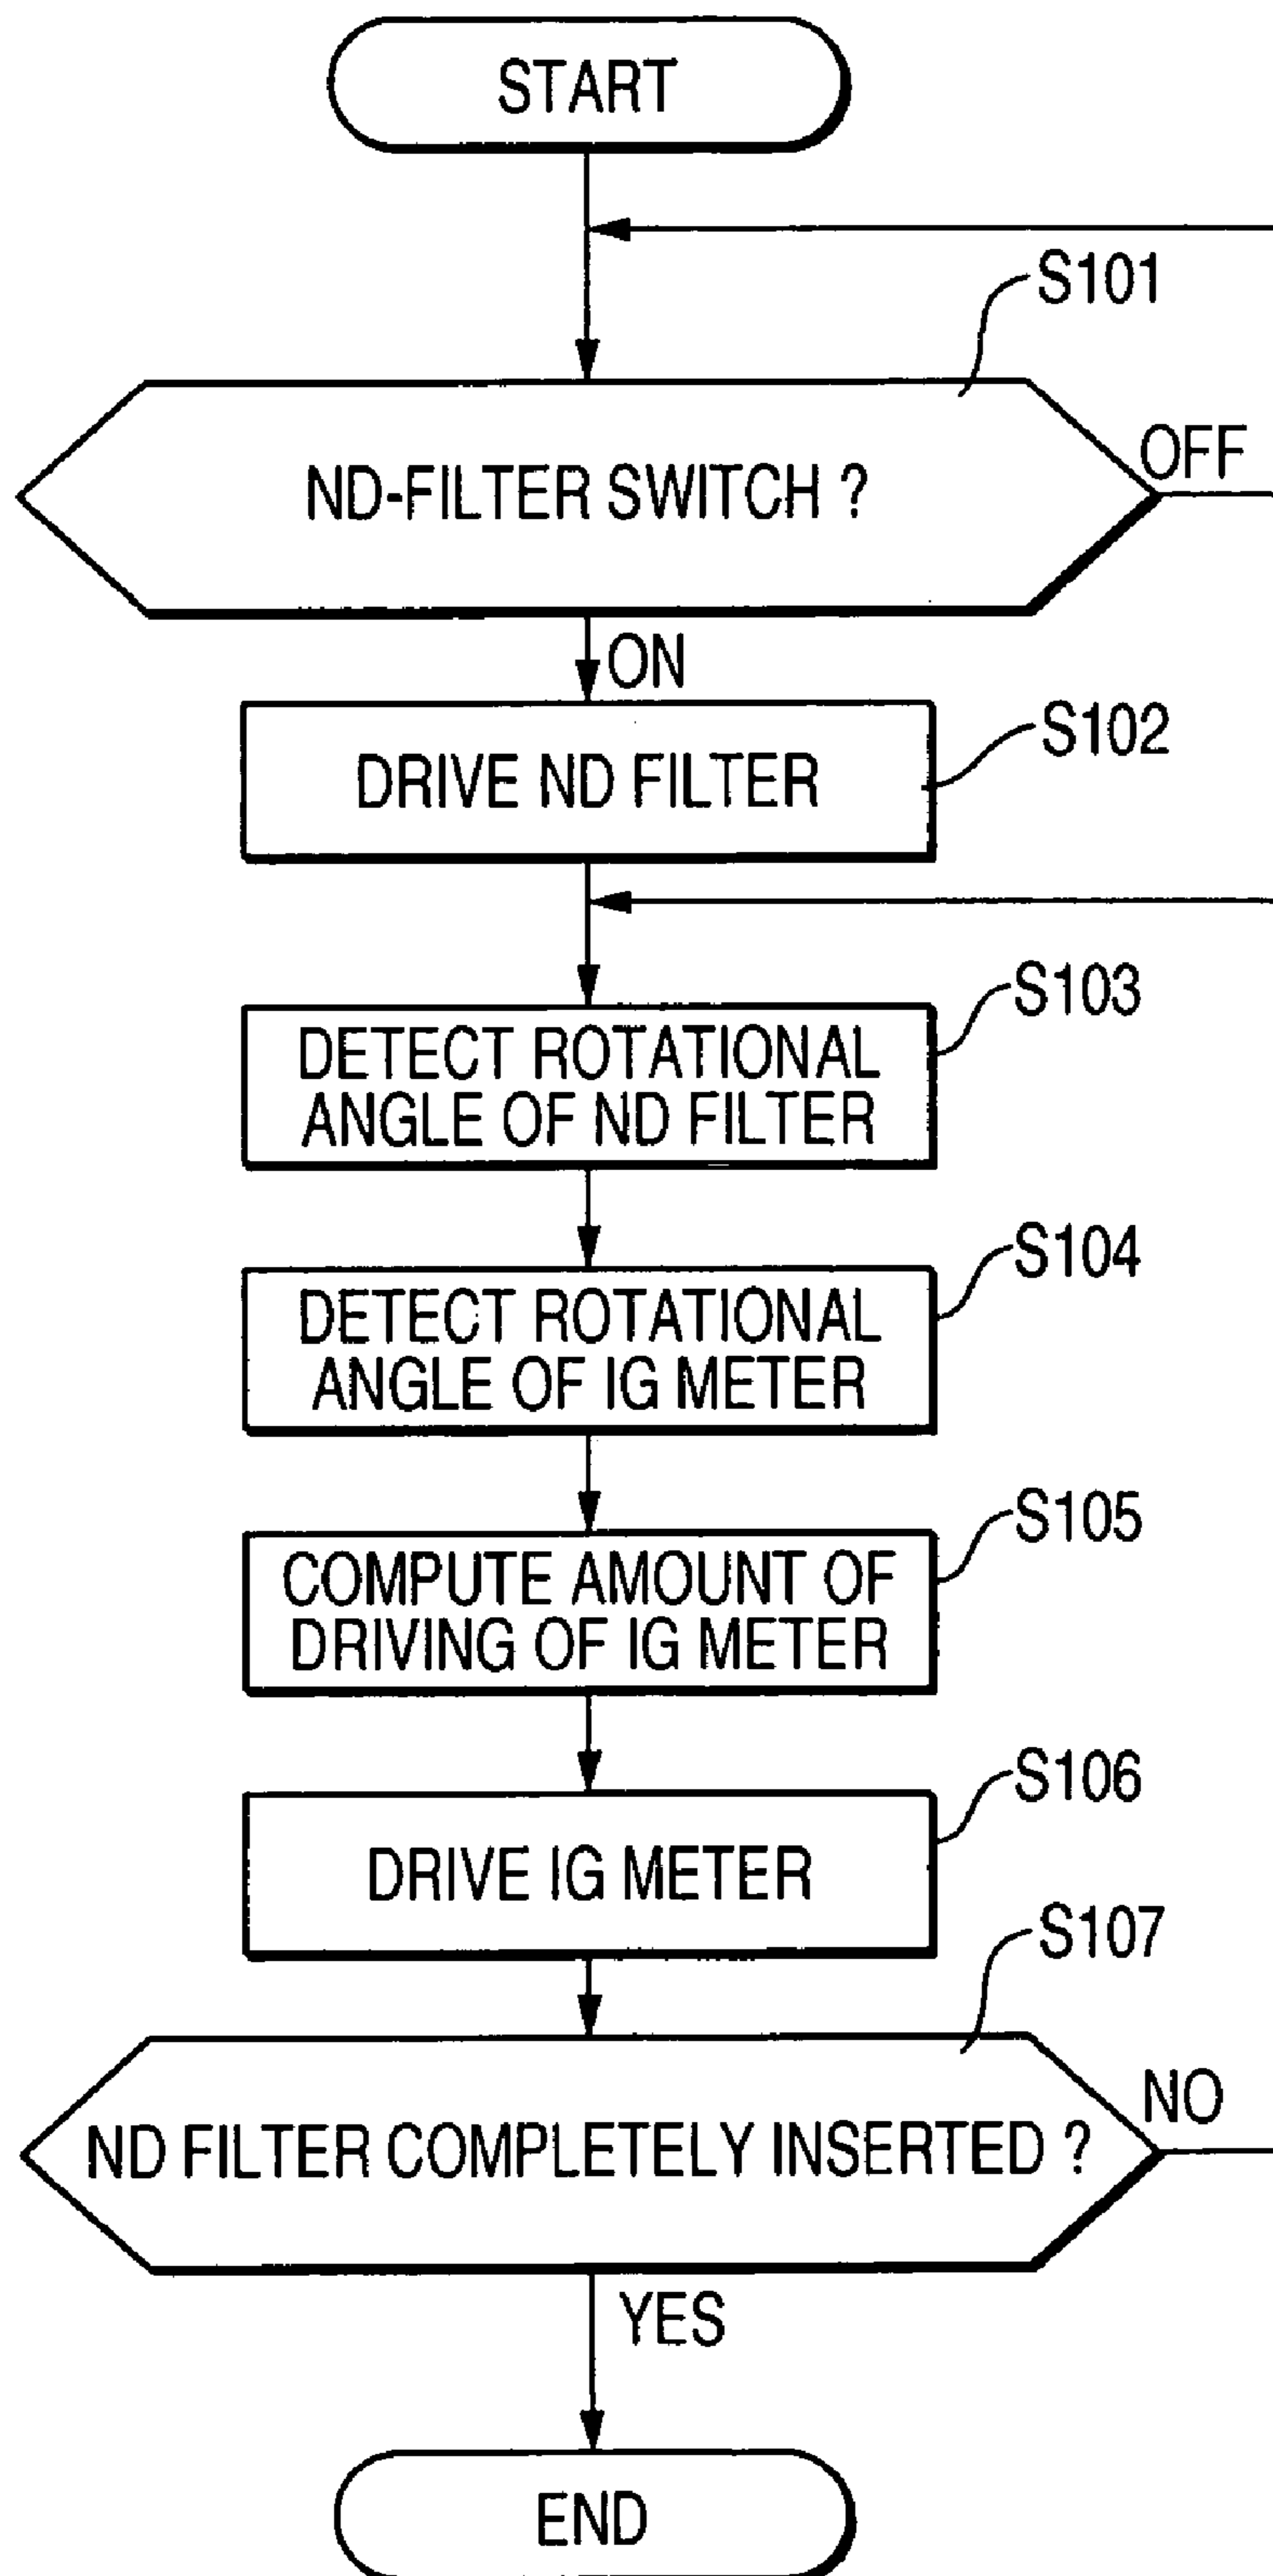 START
S101
ND-FILTER SWITCH ?
OFF
ON
S102
DRIVE ND FILTER
S103
DETECT ROTATIONAL
ANGLE OF ND FILTER
S104
DETECT ROTATIONAL
ANGLE OF IG METER
S105
COMPUTE AMOUNT OF
DRIVING OF IG METER
S106
DRIVE IG METER
S107
ND FILTER COMPLETELY INSERTED ?
NO
YES
END